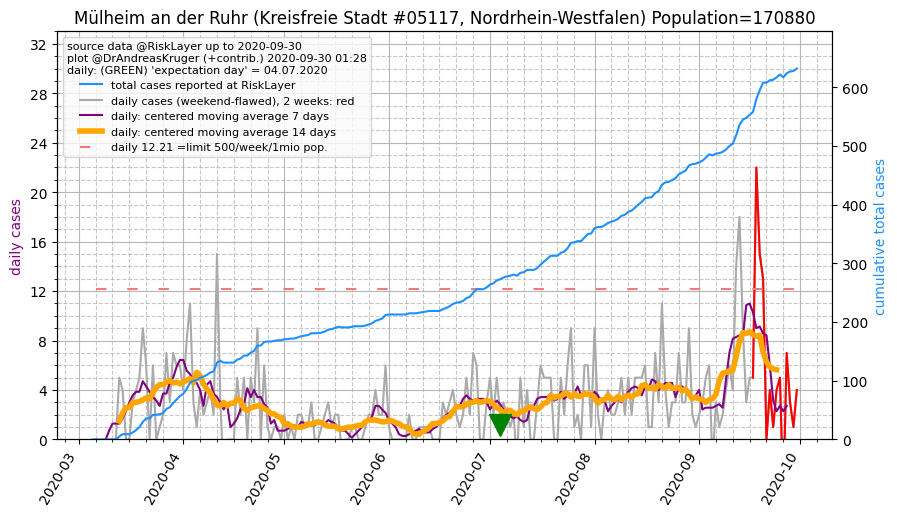 Mülheim an der Ruhr (Kreisfreie Stadt #05117, Nordrhein-Westfalen) Population=170880
source data @RiskLayer up to 2020-09-30
plot @DrAndreasKruger (+contrib.) 2020-09-30 01:28
daily: (GREEN) 'expectation day' = 04.07.2020
total cases reported at RiskLayer
daily cases (weekend-flawed), 2 weeks: red
daily: centered moving average 7 days
daily: centered moving average 14 days
daily 12.21 =limit 500/week/1mio pop.
daily cases
32
28
24
20
16
12
8
4
0
cumulative total cases
600
500
400
300
200
100
0
2020-03
2020-04
2020-05
2020-06
2020-07
2020-08
2020-09
2020-10